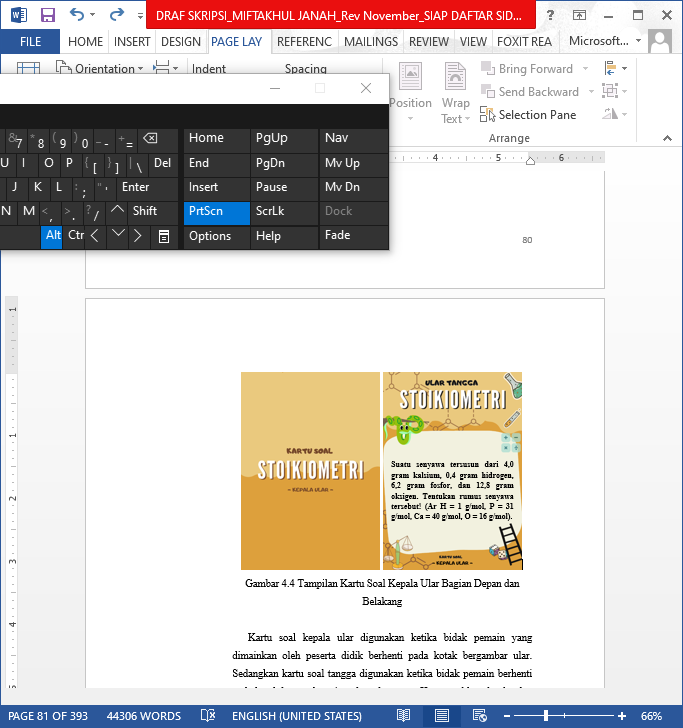 DRAF SKRIPSI_MIFTAKHUL JANAH_Rev November_SIAP DAFTAR SID...
FILE HOME INSERT DESIGN PAGE LAY REFERENC MAILINGS REVIEW VIEW FOXIT REA Microsoft...
Orientation Indent Spacing
Position Wrap Text
Bring Forward
Send Backward
Selection Pane
Arrange
& 7 * 8 ( 9 ) 0 _ - + = Home PgUp Nav
U I O P { [ } ] | \ Del End PgDn Mv Up
J K L : ; " ' Enter Insert Pause Mv Dn
N M < , > . ? / Shift PrtScn ScrLk Dock
Alt Ctr Options Help Fade
4 5 6
80
1
1
2
3
4
KARTU SOAL
STOIKIOMETRI
~ KEPALA ULAR ~
ULAR TANGGA
STOIKIOMETRI
Suatu senyawa tersusun dari 4,0
gram kalsium, 0,4 gram hidrogen,
6,2 gram fosfor, dan 12,8 gram
oksigen. Tentukan rumus senyawa
tersebut! (Ar H = 1 g/mol, P = 31
g/mol, Ca = 40 g/mol, O = 16 g/mol).
KARTU SOAL
~ KEPALA ULAR ~
Gambar 4.4 Tampilan Kartu Soal Kepala Ular Bagian Depan dan
Belakang
Kartu soal kepala ular digunakan ketika bidak pemain yang
dimainkan oleh peserta didik berhenti pada kotak bergambar ular.
Sedangkan kartu soal tangga digunakan ketika bidak pemain berhenti
PAGE 81 OF 393 44306 WORDS ENGLISH (UNITED STATES) 66%